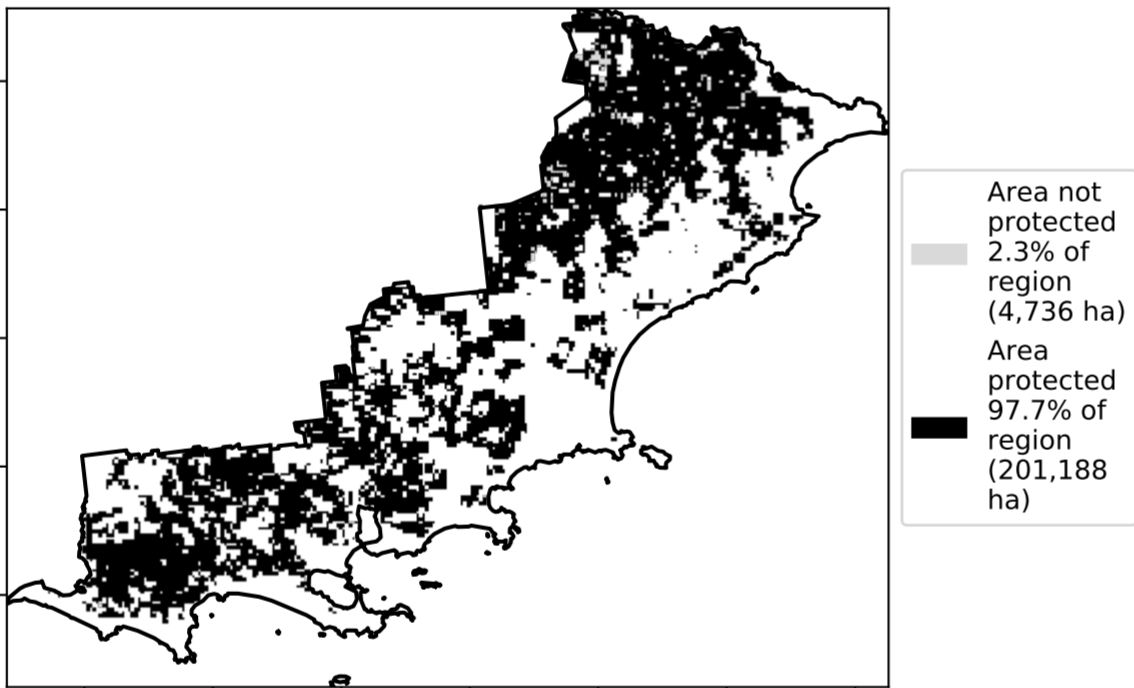 Area not
protected
2.3% of
region
(4,736 ha)
Area
protected
97.7% of
region
(201,188
ha)